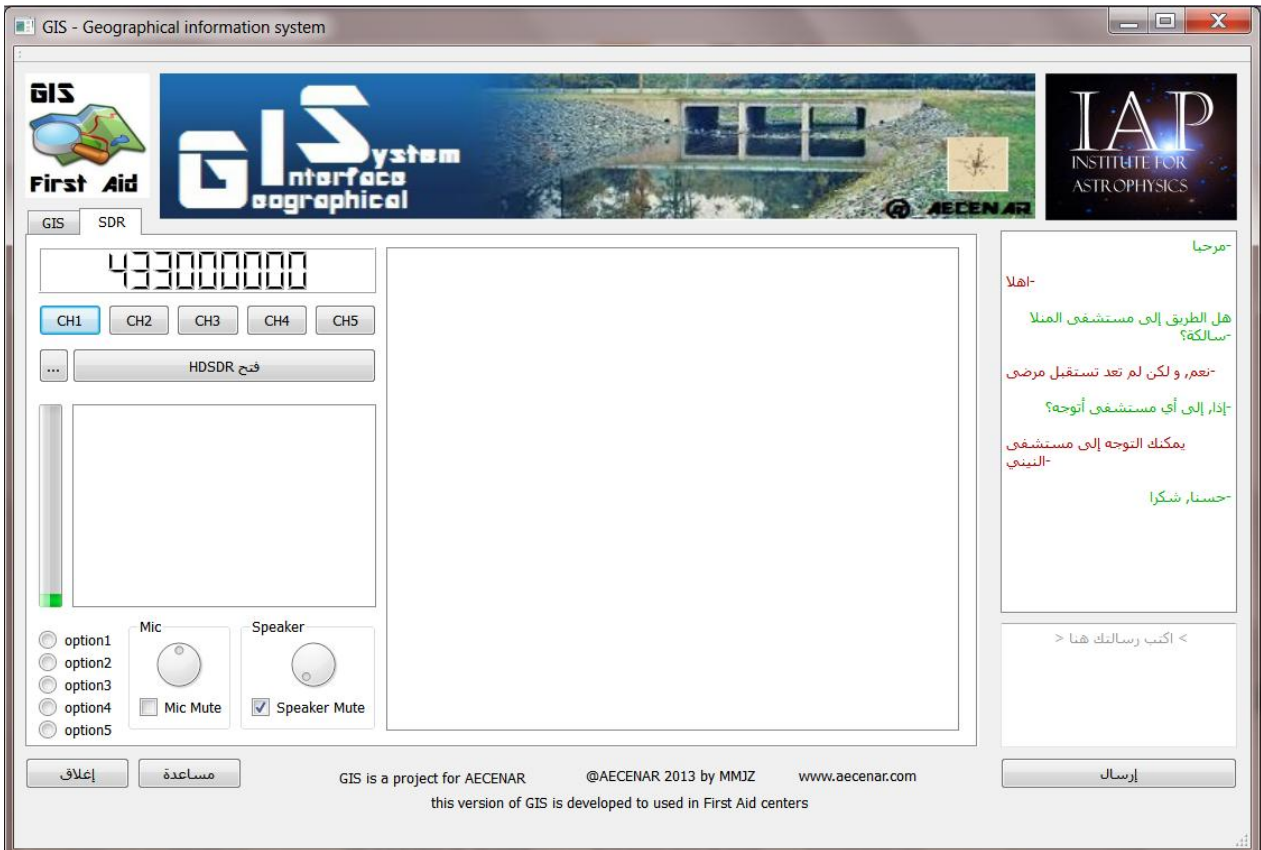 GIS - Geographical information system
GIS
First Aid
GIS
ystem
nterface
eographical
@ AECENAR
IAP
INSTITUTE FOR
ASTROPHYSICS
GIS SDR
433000000
CH1 CH2 CH3 CH4 CH5
... فتح HDSDR
option1
option2
option3
option4
option5
Mic
Mic Mute
Speaker
Speaker Mute
-مرحبا
-اهلا
هل الطريق إلى مستشفى المنلا
-سالكة؟
-نعم, و لكن لم تعد تستقبل مرضى
-إذا, إلى أي مستشفى أتوجه؟
يمكنك التوجه إلى مستشفى
-النيني
-حسنا, شكرا
> اكتب رسالتك هنا <
إرسال
إغلاق مساعدة
GIS is a project for AECENAR @AECENAR 2013 by MMJZ www.aecenar.com
this version of GIS is developed to used in First Aid centers